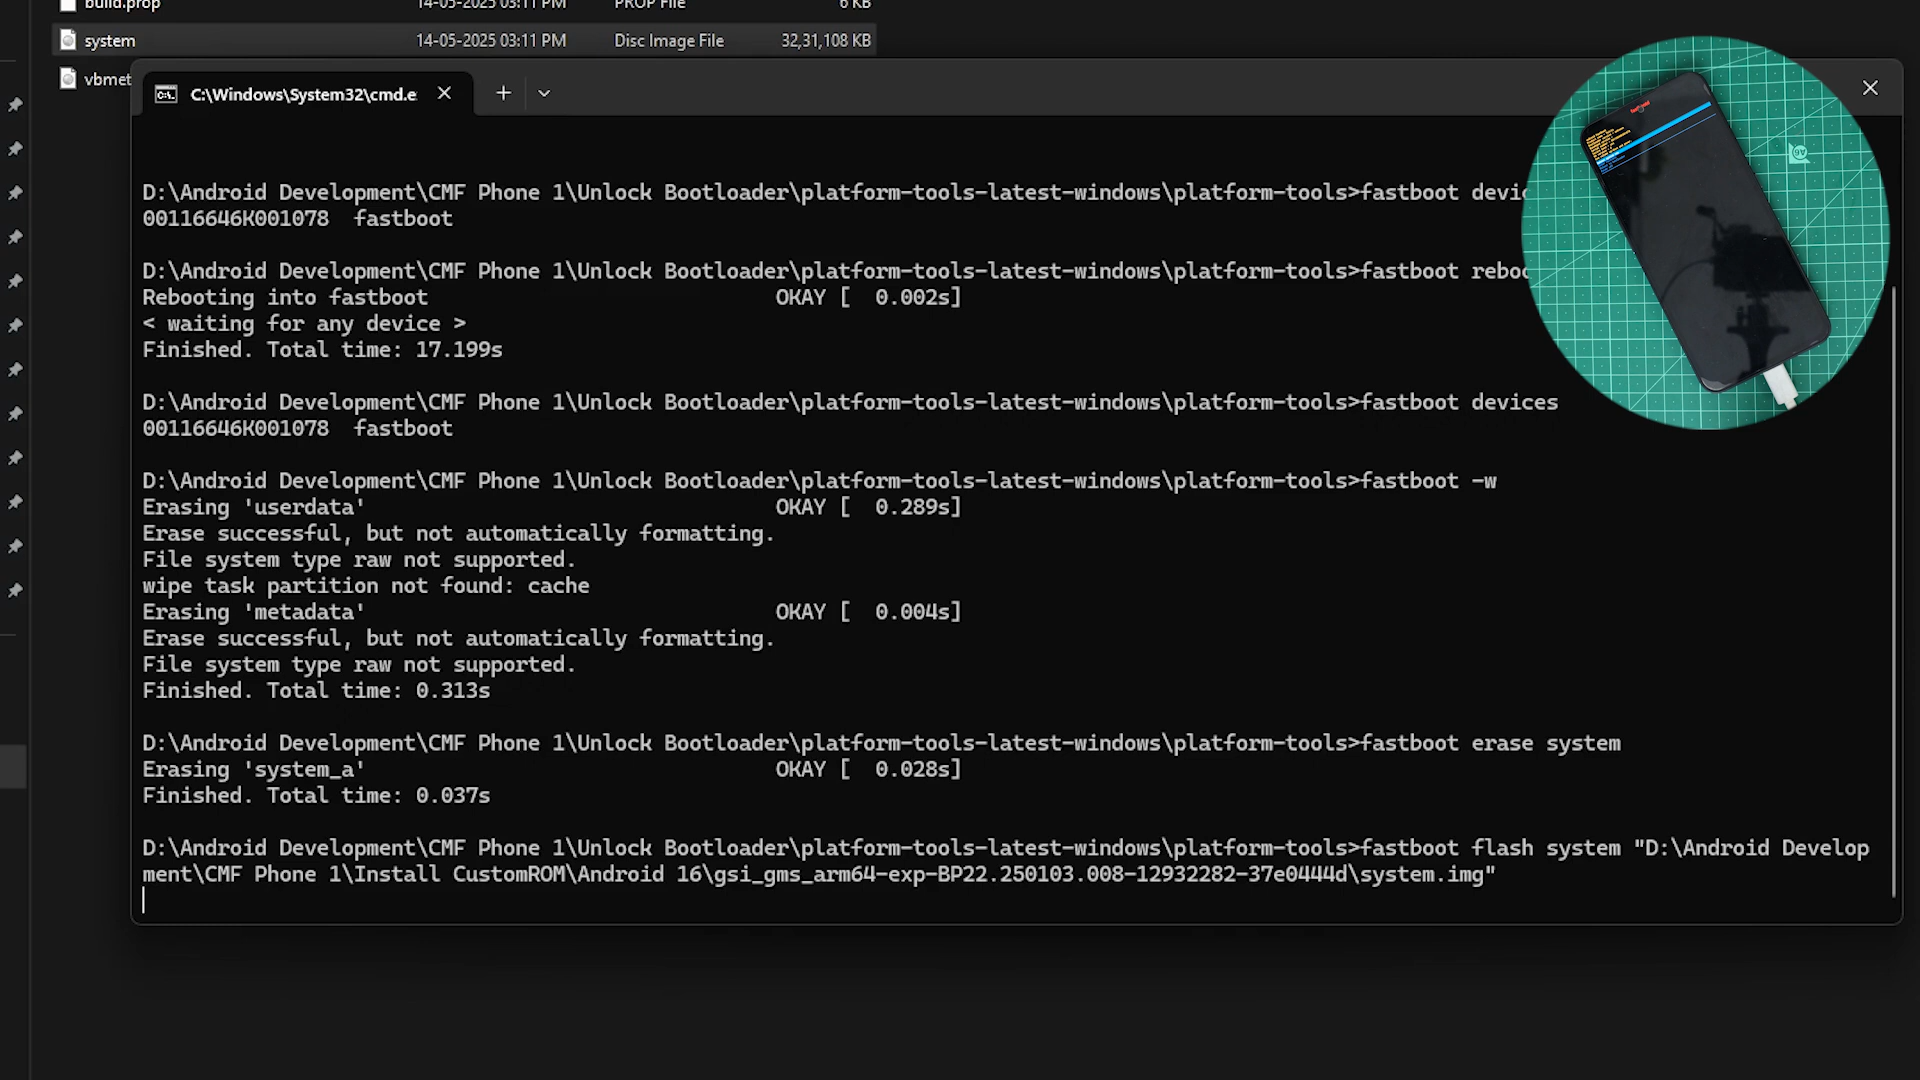 build.prop 14-05-2025 03:11 PM PROP File 6 KB
system 14-05-2025 03:11 PM Disc Image File 32,31,108 KB
vbmet
C:\Windows\System32\cmd.e
D:\Android Development\CMF Phone 1\Unlock Bootloader\platform-tools-latest-windows\platform-tools>fastboot devic
00116646K001078 fastboot
D:\Android Development\CMF Phone 1\Unlock Bootloader\platform-tools-latest-windows\platform-tools>fastboot reboo
Rebooting into fastboot OKAY [ 0.002s]
< waiting for any device >
Finished. Total time: 17.199s
D:\Android Development\CMF Phone 1\Unlock Bootloader\platform-tools-latest-windows\platform-tools>fastboot devices
00116646K001078 fastboot
D:\Android Development\CMF Phone 1\Unlock Bootloader\platform-tools-latest-windows\platform-tools>fastboot -w
Erasing 'userdata' OKAY [ 0.289s]
Erase successful, but not automatically formatting.
File system type raw not supported.
wipe task partition not found: cache
Erasing 'metadata' OKAY [ 0.004s]
Erase successful, but not automatically formatting.
File system type raw not supported.
Finished. Total time: 0.313s
D:\Android Development\CMF Phone 1\Unlock Bootloader\platform-tools-latest-windows\platform-tools>fastboot erase system
Erasing 'system_a' OKAY [ 0.028s]
Finished. Total time: 0.037s
D:\Android Development\CMF Phone 1\Unlock Bootloader\platform-tools-latest-windows\platform-tools>fastboot flash system "D:\Android Develop
ment\CMF Phone 1\Install CustomROM\Android 16\gsi_gms_arm64-exp-BP22.250103.008-12932282-37e0444d\system.img"